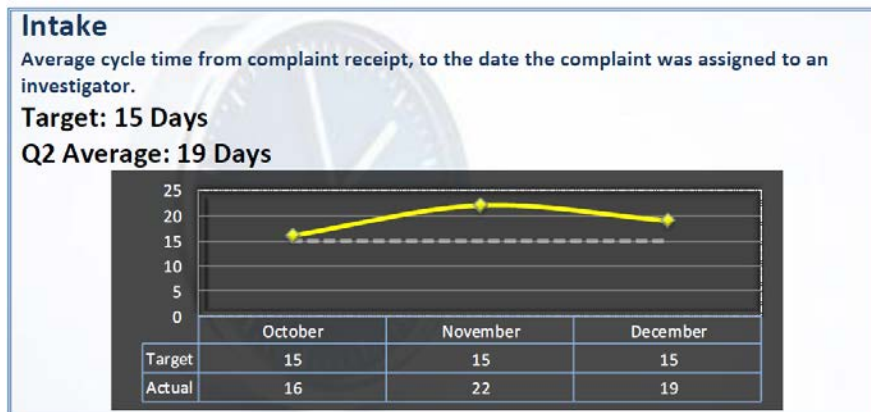 Intake
Average cycle time from complaint receipt, to the date the complaint was assigned to an
investigator.
Target: 15 Days
Q2 Average: 19 Days
25
20
15
10
5
0
October November December
Target 15 15 15
Actual 16 22 19